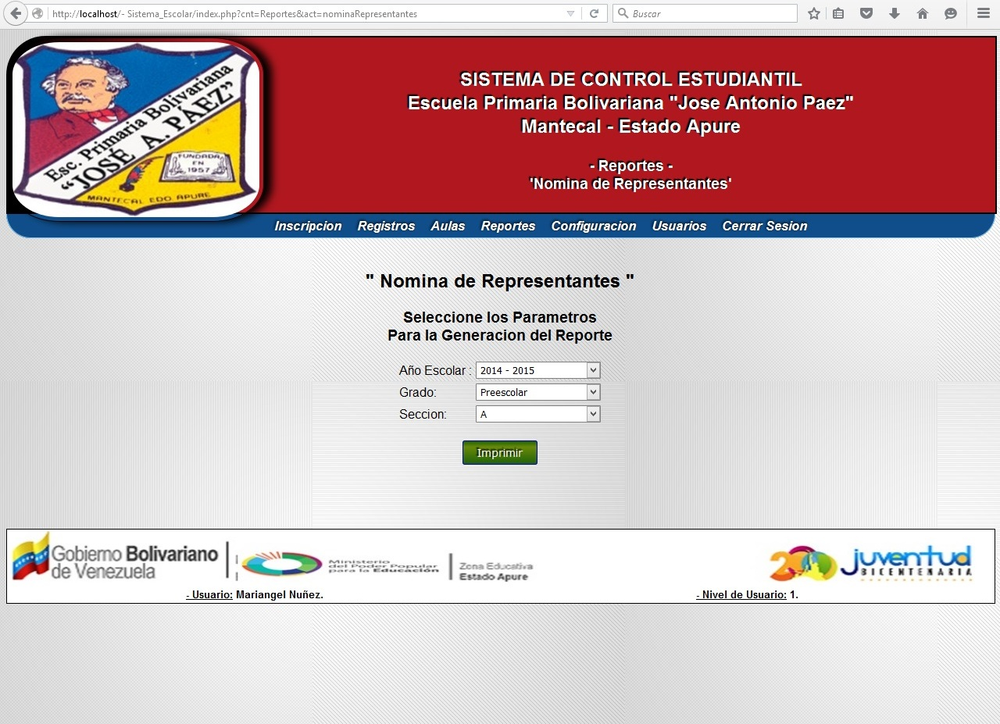 http://localhost/- Sistema_Escolar/index.php?cnt=Reportes&act=nominaRepresentantes
Buscar
Esc. Primaria Bolivariana
"JOSÉ A. PÁEZ"
FUNDADA
EN
1957
MANTECAL EDO. APURE
SISTEMA DE CONTROL ESTUDIANTIL
Escuela Primaria Bolivariana "Jose Antonio Paez"
Mantecal - Estado Apure
- Reportes -
'Nomina de Representantes'
Inscripcion Registros Aulas Reportes Configuracion Usuarios Cerrar Sesion
" Nomina de Representantes "
Seleccione los Parametros
Para la Generacion del Reporte
Año Escolar : 2014 - 2015
Grado: Preescolar
Seccion: A
Imprimir
Gobierno Bolivariano
de Venezuela
Ministerio
del Poder Popular
para la Educación
Zona Educativa
Estado Apure
200 juventud
BICENTENARIA
- Usuario: Mariangel Nuñez.
- Nivel de Usuario: 1.